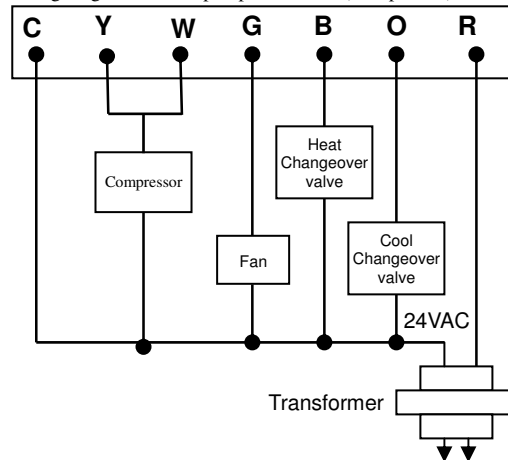 C Y W G B O R
Heat
Changeover
valve
Compressor
Cool
Changeover
valve
Fan
24VAC
Transformer